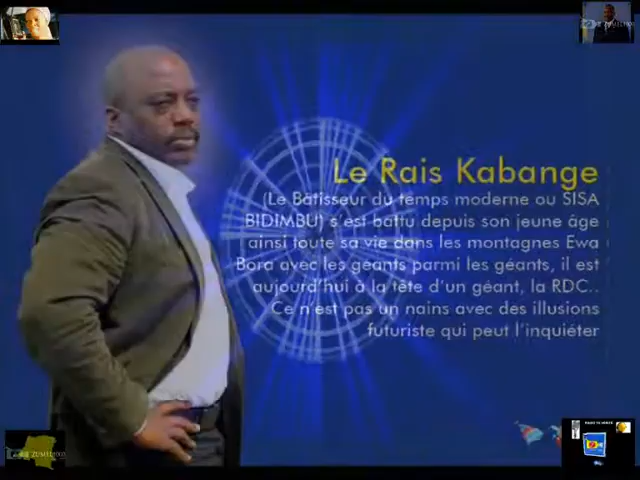 Le Rais Kabange
(Le Bâtisseur du temps moderne ou SISA
BIDIMBU) s'est battu depuis son jeune âge
ainsi toute sa vie dans les montagnes Ewa
Bora avec les géants parmi les géants, il est
aujourd'hui à la tête d'un géant, la RDC..
Ce n'est pas un nains avec des illusions
futuriste qui peut l'inquiéter